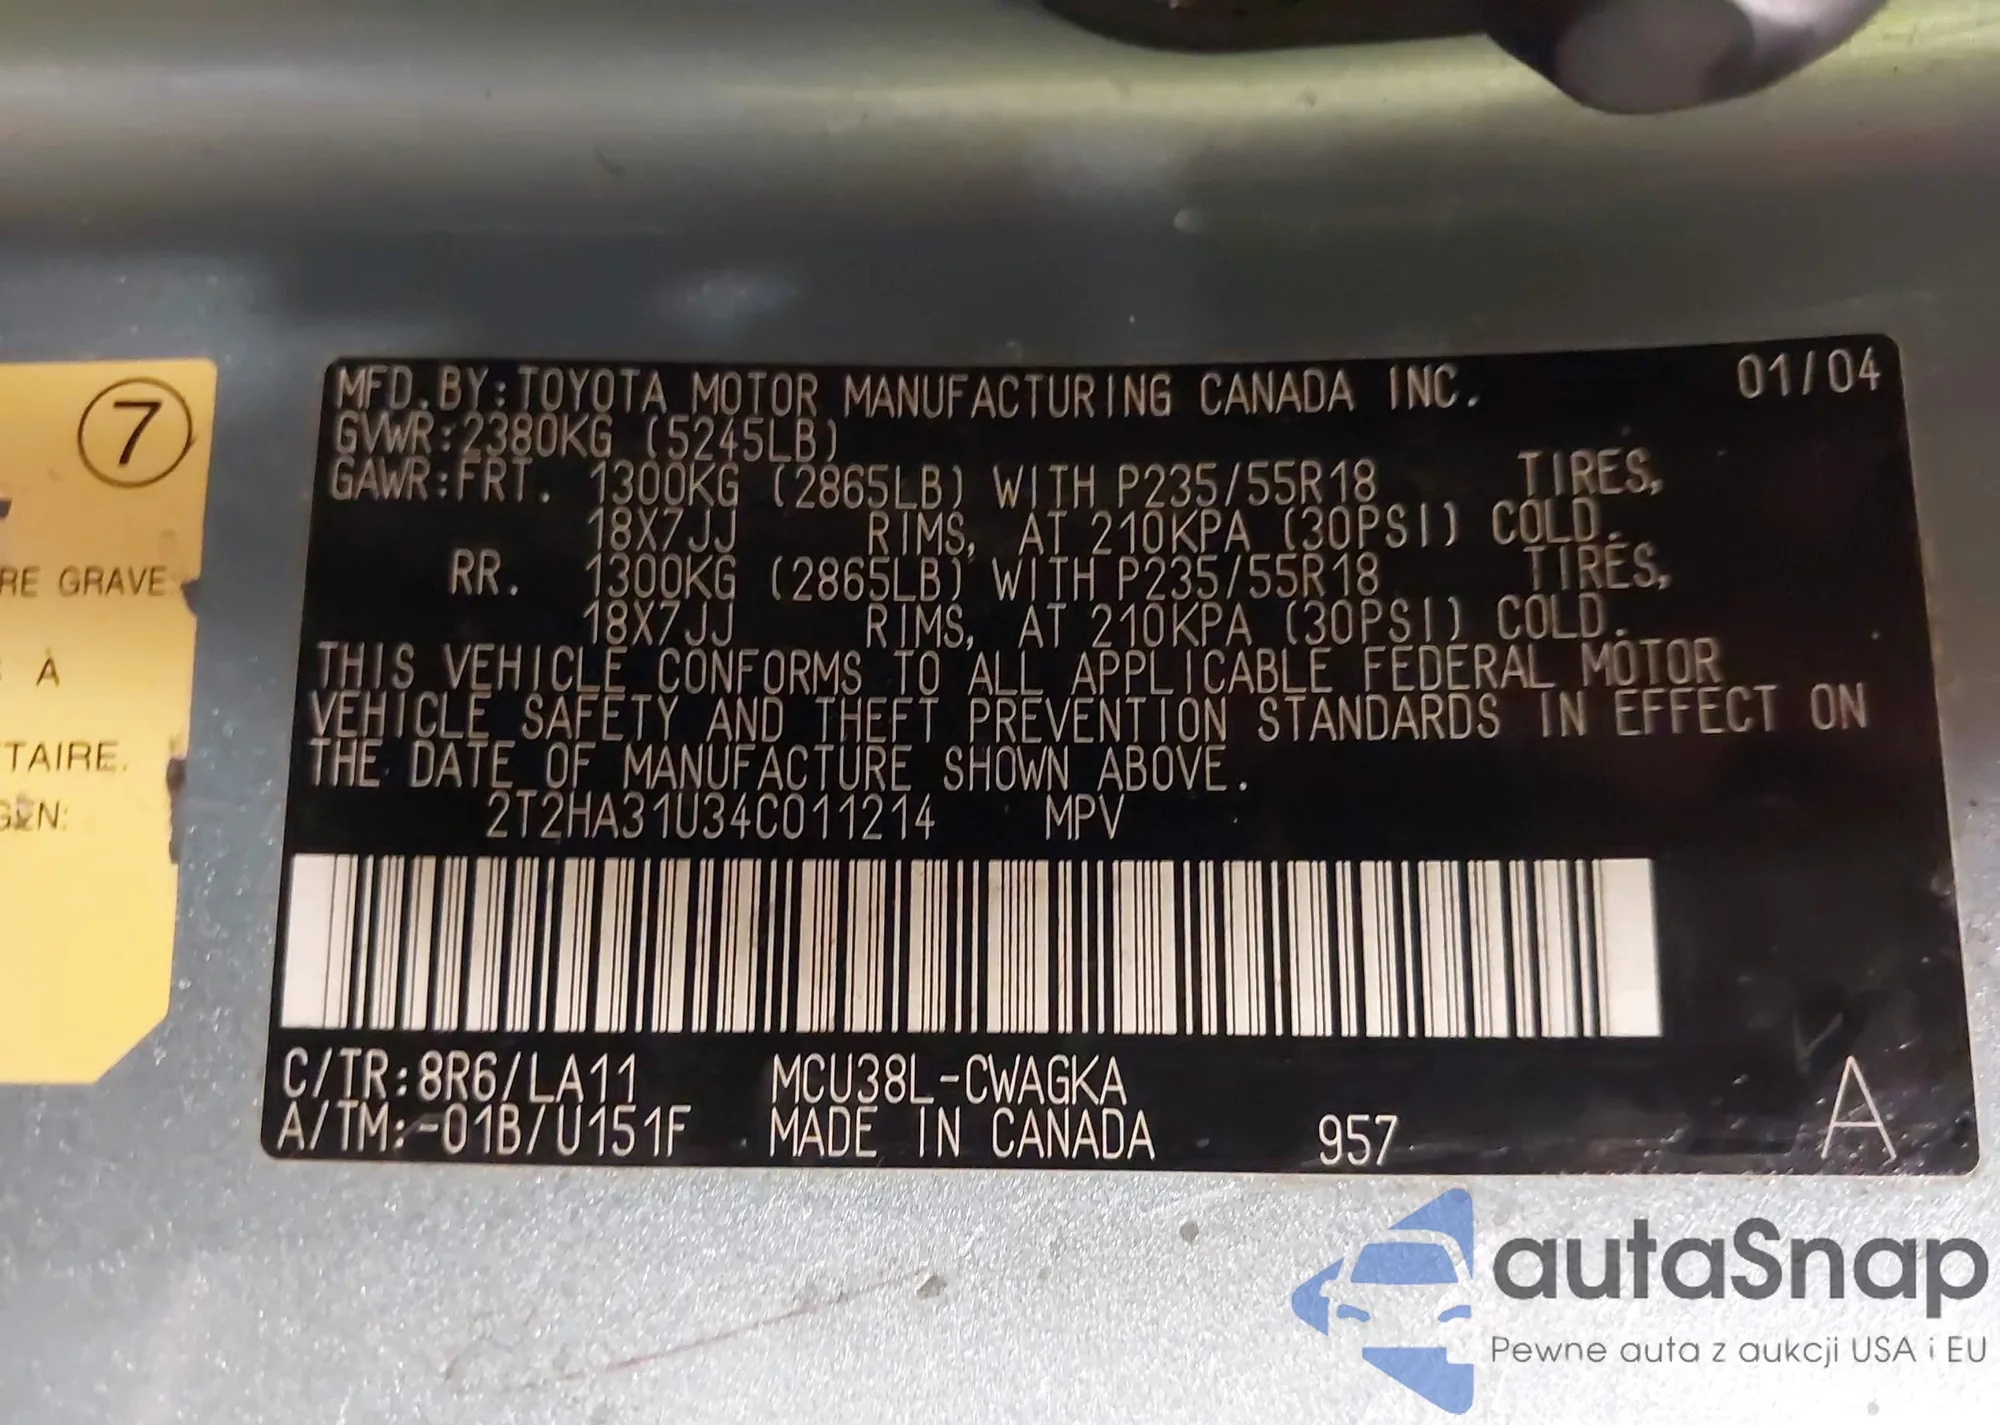 7
RE GRAVE
À
TAIRE.
MFD. BY: TOYOTA MOTOR MANUFACTURING CANADA INC. 01/04
GVWR: 2380KG (5245LB)
GAWR: FRT. 1300KG (2865LB) WITH P235/55R18 TIRES,
18X7JJ RIMS, AT 210KPA (30PSI) COLD.
RR. 1300KG (2865LB) WITH P235/55R18 TIRES,
18X7JJ RIMS, AT 210KPA (30PSI) COLD.
THIS VEHICLE CONFORMS TO ALL APPLICABLE FEDERAL MOTOR
VEHICLE SAFETY AND THEFT PREVENTION STANDARDS IN EFFECT ON
THE DATE OF MANUFACTURE SHOWN ABOVE.
2T2HA31U34C011214 MPV
C/TR: 8R6/LA11 MCU38L-CWAGKA
A/TM: -01B/U151F MADE IN CANADA 957 A
autaSnap
Pewne auta z aukcji USA i EU